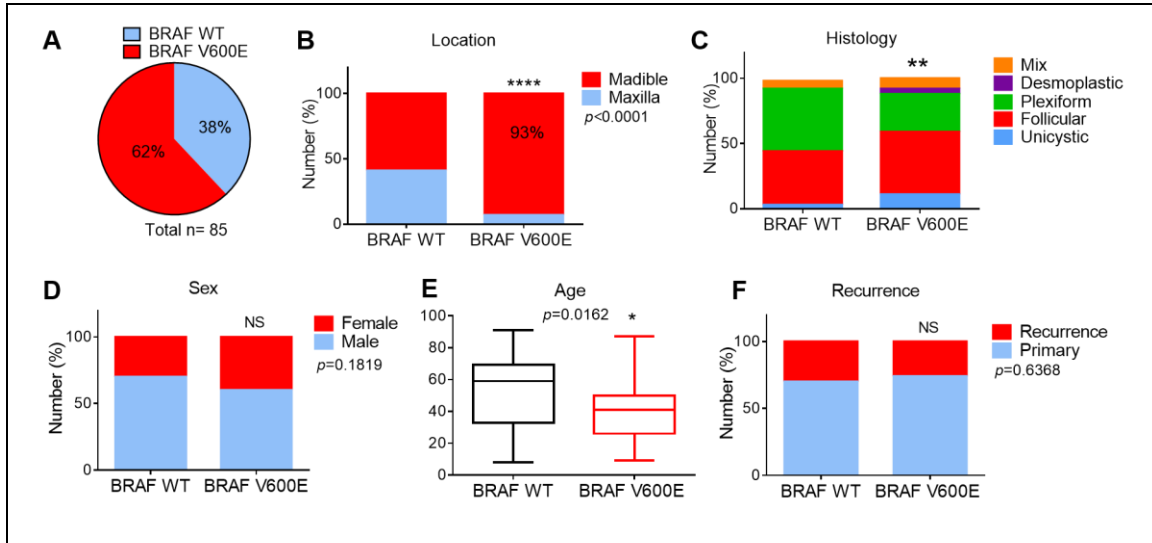 A
BRAF WT
BRAF V600E
38%
62%
Total n= 85
B
Location
Number (%)
100
50
0
****
93%
BRAF WT
BRAF V600E
Madible
Maxilla
p<0.0001
C
Histology
Number (%)
100
50
0
**
BRAF WT
BRAF V600E
Mix
Desmoplastic
Plexiform
Follicular
Unicystic
D
Sex
Number (%)
100
50
0
NS
BRAF WT
BRAF V600E
Female
Male
p=0.1819
E
Age
p=0.0162
*
Number (%)
100
80
60
40
20
0
BRAF WT
BRAF V600E
F
Recurrence
Number (%)
100
50
0
NS
BRAF WT
BRAF V600E
Recurrence
Primary
p=0.6368